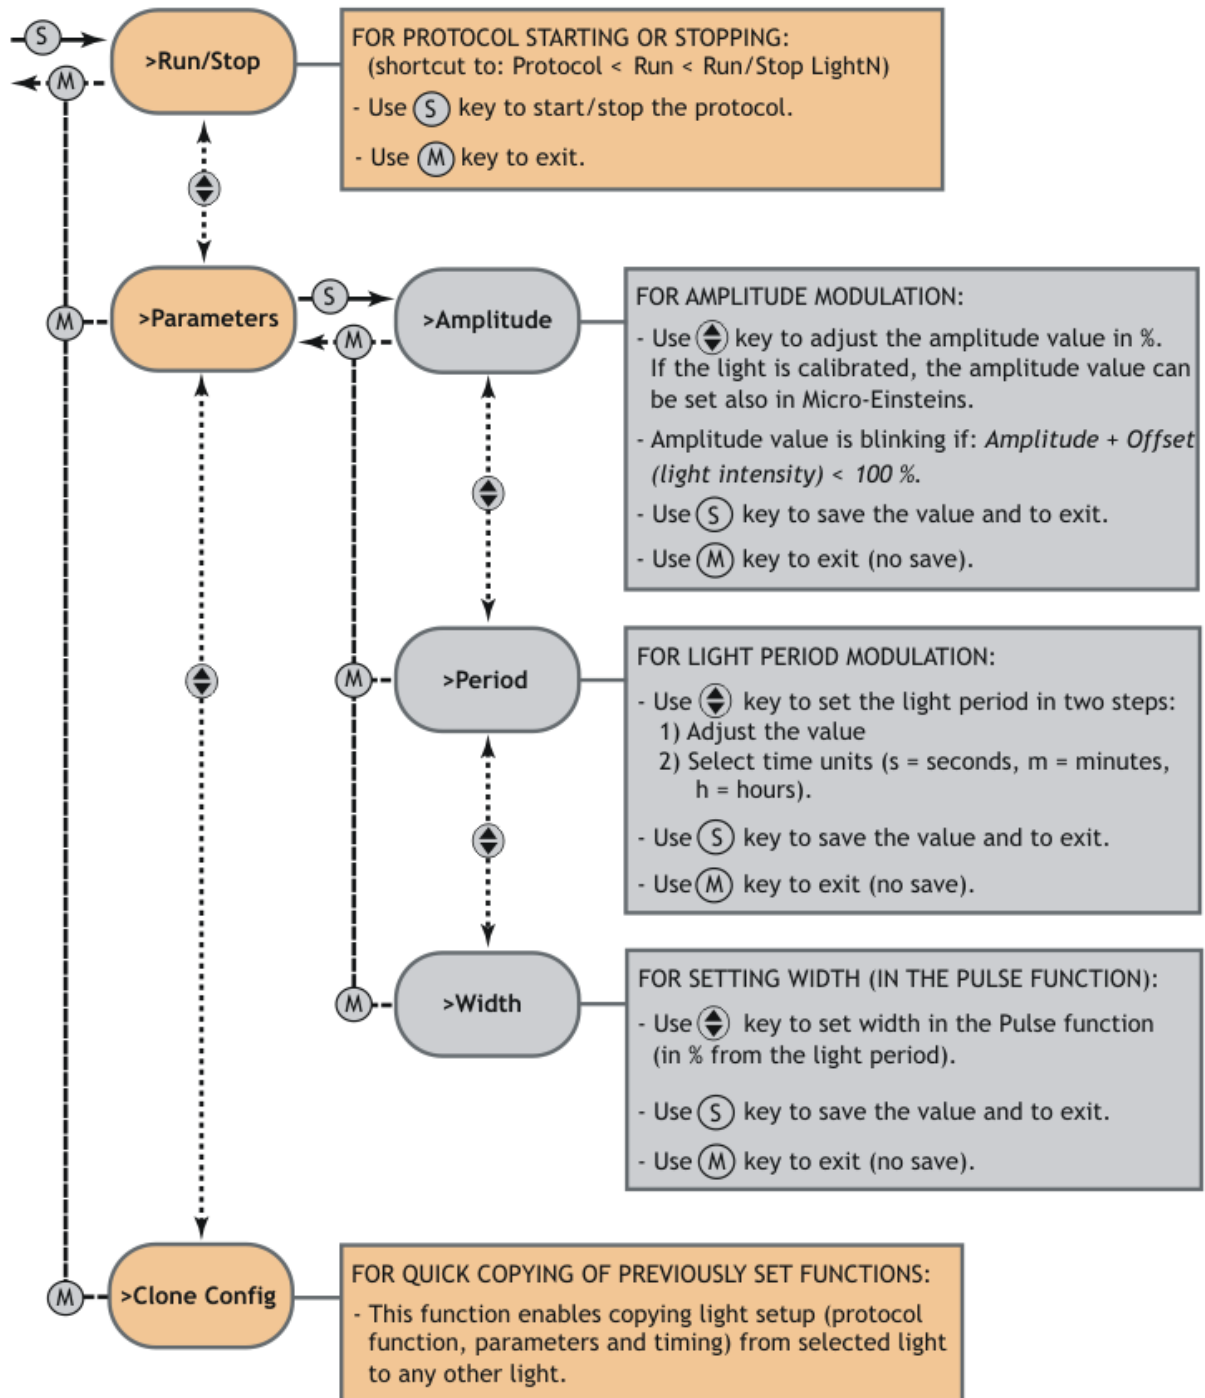 S
>Run/Stop
M
FOR PROTOCOL STARTING OR STOPPING:
(shortcut to: Protocol < Run < Run/Stop LightN)
- Use S key to start/stop the protocol.
- Use M key to exit.
M
>Parameters
S
M
>Amplitude
FOR AMPLITUDE MODULATION:
- Use key to adjust the amplitude value in %.
If the light is calibrated, the amplitude value can
be set also in Micro-Einsteins.
- Amplitude value is blinking if: Amplitude + Offset
(light intensity) < 100 %.
- Use S key to save the value and to exit.
- Use M key to exit (no save).
M
>Period
FOR LIGHT PERIOD MODULATION:
- Use key to set the light period in two steps:
1) Adjust the value
2) Select time units (s = seconds, m = minutes,
h = hours).
- Use S key to save the value and to exit.
- Use M key to exit (no save).
M
>Width
FOR SETTING WIDTH (IN THE PULSE FUNCTION):
- Use key to set width in the Pulse function
(in % from the light period).
- Use S key to save the value and to exit.
- Use M key to exit (no save).
M
>Clone Config
FOR QUICK COPYING OF PREVIOUSLY SET FUNCTIONS:
- This function enables copying light setup (protocol
function, parameters and timing) from selected light
to any other light.